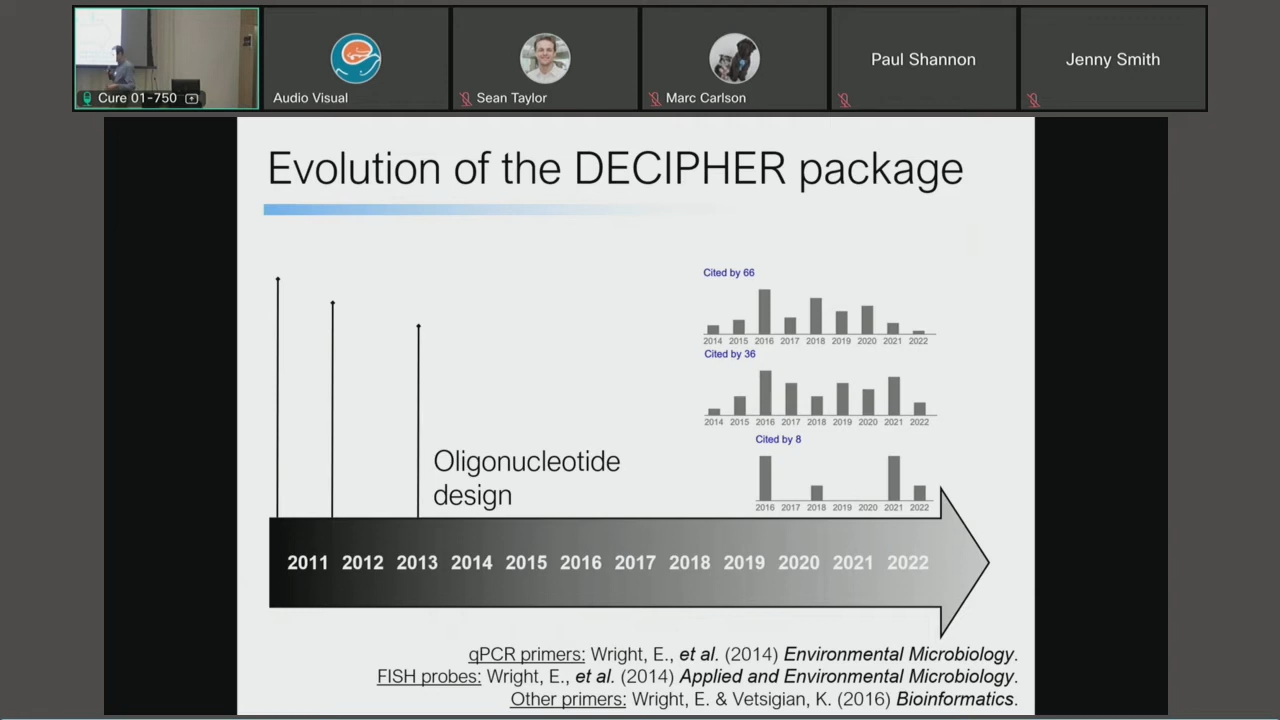 Cure 01-750
Audio Visual
Sean Taylor
Marc Carlson
Paul Shannon
Jenny Smith
Evolution of the DECIPHER package
Cited by 66
2014 2015 2016 2017 2018 2019 2020 2021 2022
Cited by 36
2014 2015 2016 2017 2018 2019 2020 2021 2022
Cited by 8
2016 2017 2018 2019 2020 2021 2022
Oligonucleotide
design
2011 2012 2013 2014 2015 2016 2017 2018 2019 2020 2021 2022
qPCR primers: Wright, E., et al. (2014) Environmental Microbiology.
FISH probes: Wright, E., et al. (2014) Applied and Environmental Microbiology.
Other primers: Wright, E. & Vetsigian, K. (2016) Bioinformatics.